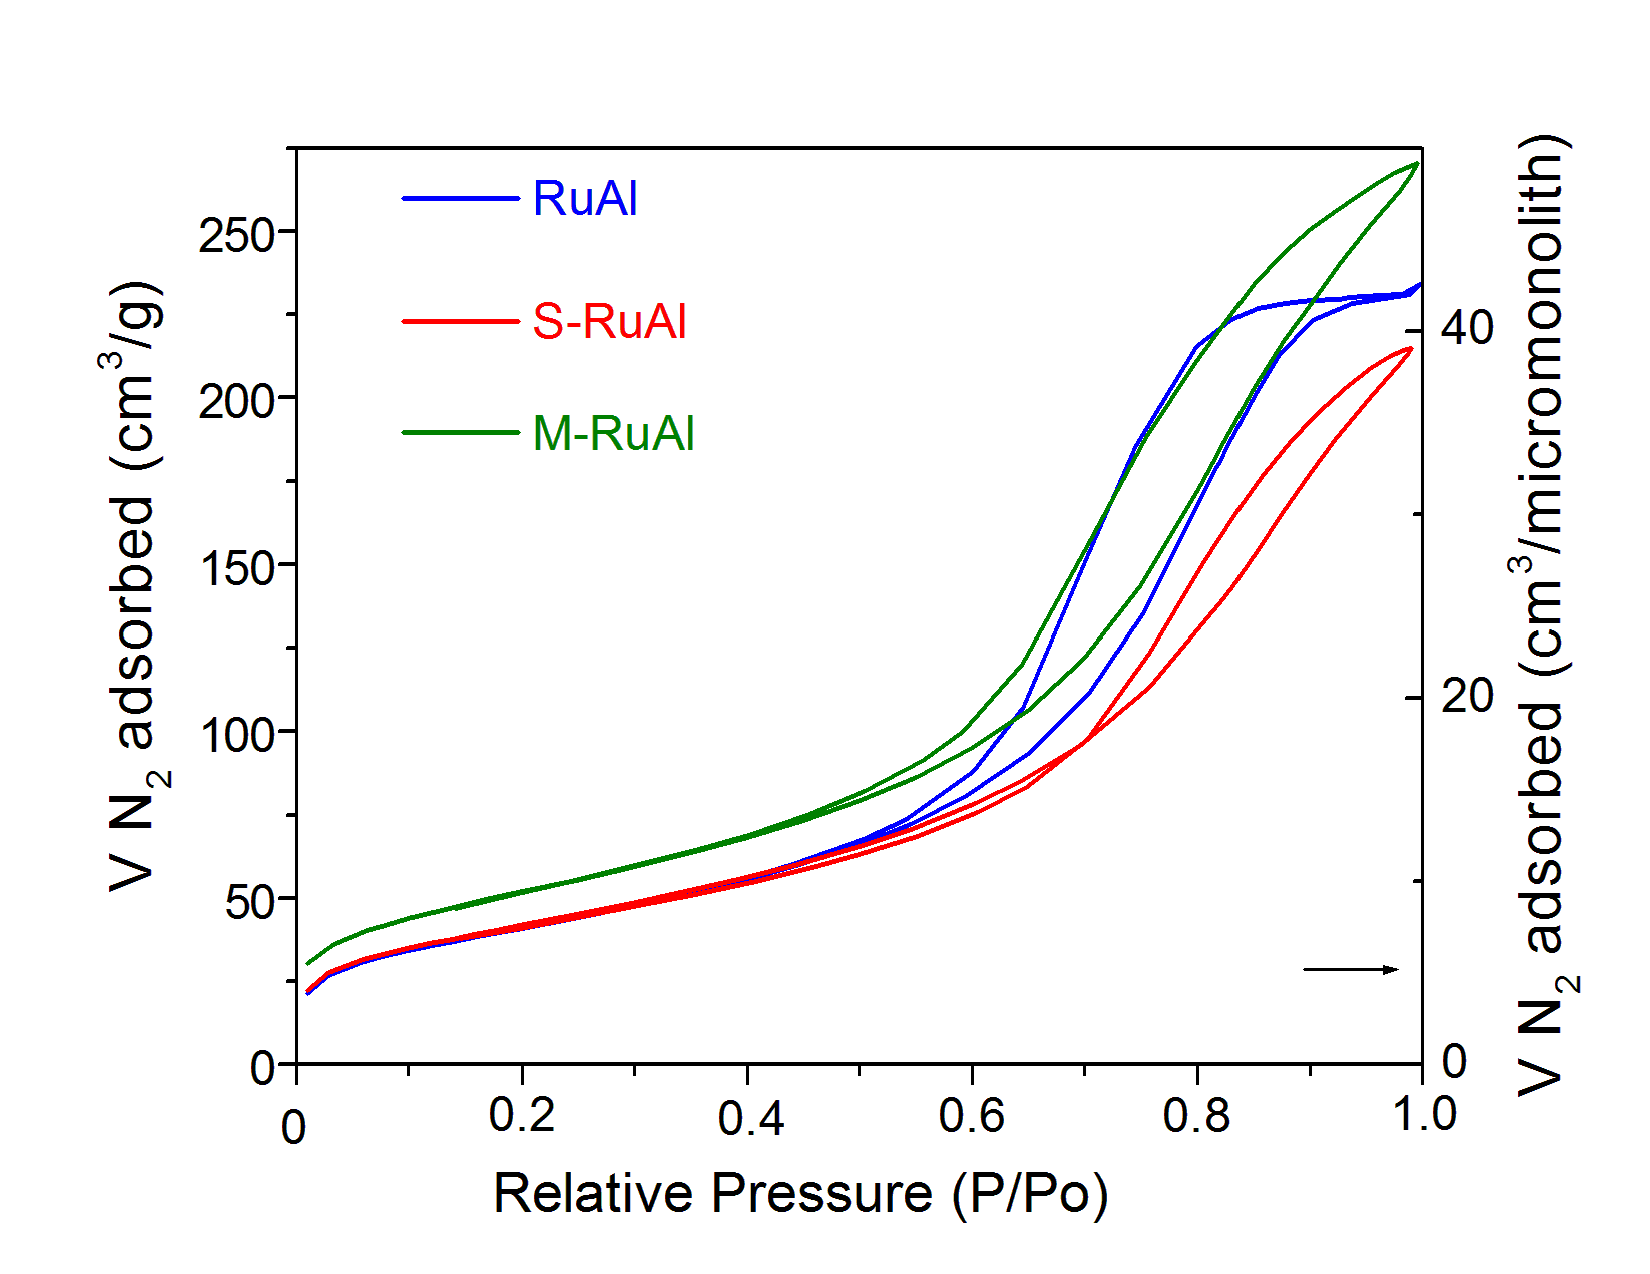 RuAl
S-RuAl
M-RuAl
V N2 adsorbed (cm3/g)
250
200
150
100
50
0
V N2 adsorbed (cm3/micromonolith)
40
20
0
0
0.2
0.4
0.6
0.8
1.0
Relative Pressure (P/Po)